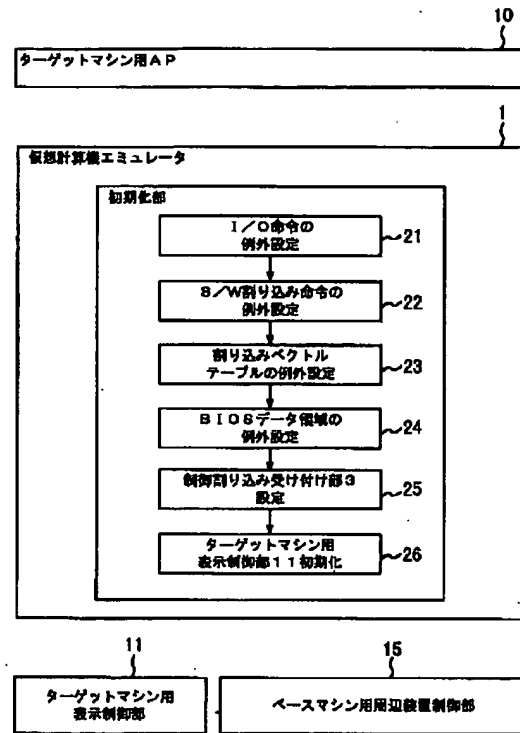 10
ターゲットマシン用AP
1
仮想計算機エミュレータ
初期化部
I/O命令の
例外設定
21
S/W割り込み命令の
例外設定
22
割り込みベクトル
テーブルの例外設定
23
BIOSデータ領域の
例外設定
24
制御割り込み受け付け部3
設定
25
ターゲットマシン用
表示制御部11初期化
26
11
ターゲットマシン用
表示制御部
15
ベースマシン用周辺装置制御部